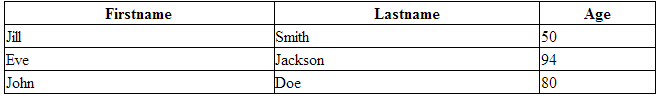 Firstname Lastname Age
Jill Smith 50
Eve Jackson 94
John Doe 80